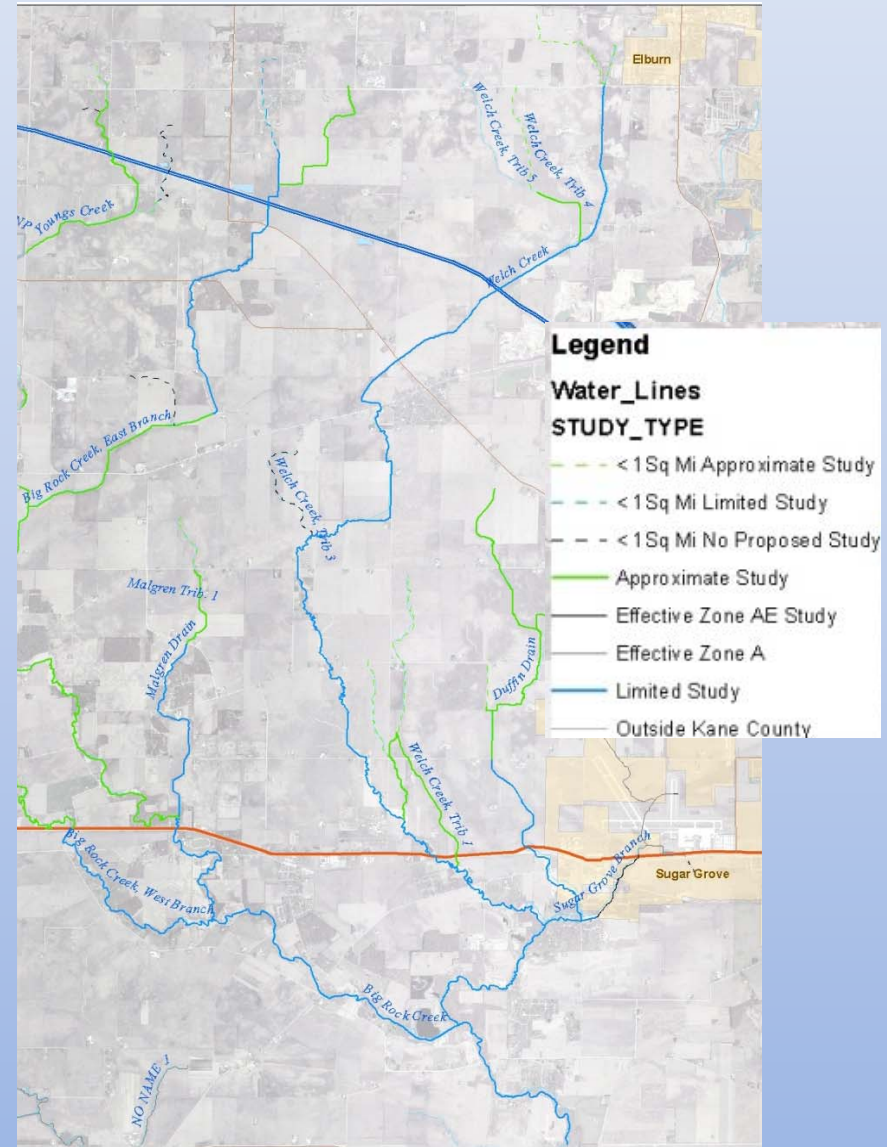 Elburn
Welch Creek, Trib 5
Welch Creek, Trib 4
Youngs Creek
Welch Creek
Legend
Water_Lines
STUDY_TYPE
< 1Sq Mi Approximate Study
< 1Sq Mi Limited Study
< 1Sq Mi No Proposed Study
Approximate Study
Effective Zone AE Study
Effective Zone A
Limited Study
Outside Kane County
Big Rock Creek, East Branch
Welch Creek, Trib 3
Malgren Trib. 1
Malgren Drain
Duffin Drain
Welch Creek, Trib 1
Big Rock Creek, West Branch
Sugar Grove Branch
Sugar Grove
Big Rock Creek
NO NAME 1